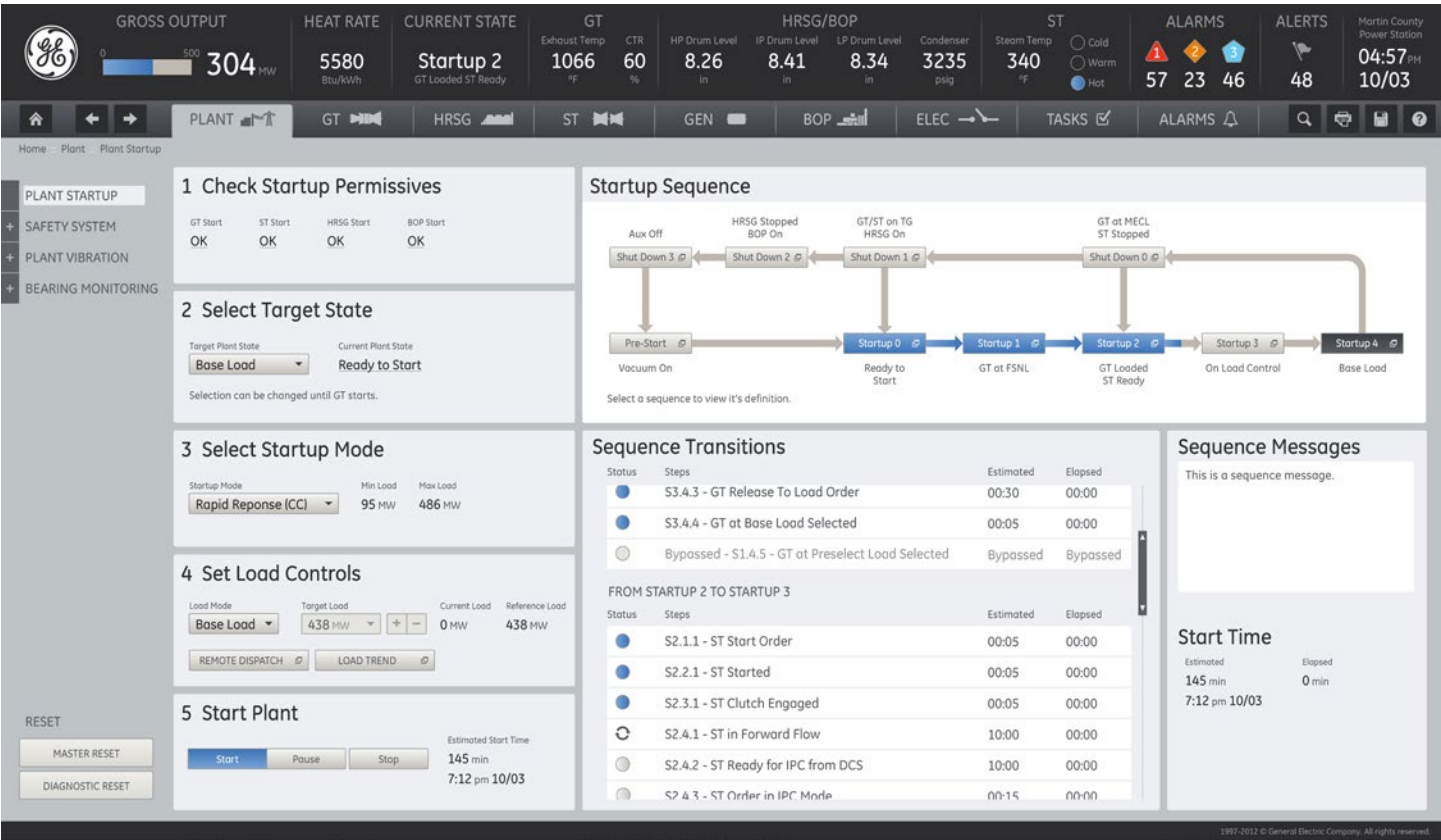 GROSS OUTPUT
0 500 304 MW
HEAT RATE
5580
Btu/kWh
CURRENT STATE
Startup 2
GT Loaded ST Ready
GT
Exhaust Temp CTR
1066 60
°F %
HRSG/BOP
HP Drum Level IP Drum Level LP Drum Level Condenser
8.26 8.41 8.34 3235
in in in psig
ST
Steam Temp
340
°F
Cold
Warm
Hot
ALARMS
1 2 3
57 23 46
ALERTS
48
Martin County
Power Station
04:57 PM
10/03
PLANT GT HRSG ST GEN BOP ELEC TASKS ALARMS
Home Plant Plant Startup
PLANT STARTUP
+ SAFETY SYSTEM
+ PLANT VIBRATION
+ BEARING MONITORING
RESET
MASTER RESET
DIAGNOSTIC RESET
1 Check Startup Permissives
GT Start ST Start HRSG Start BOP Start
OK OK OK OK
2 Select Target State
Target Plant State Current Plant State
Base Load Ready to Start
Selection can be changed until GT starts.
3 Select Startup Mode
Startup Mode Min Load Max Load
Rapid Reponse (CC) 95 MW 486 MW
4 Set Load Controls
Load Mode Target Load Current Load Reference Load
Base Load 438 MW + − 0 MW 438 MW
REMOTE DISPATCH LOAD TREND
5 Start Plant
Start Pause Stop
Estimated Start Time
145 min
7:12 pm 10/03
Startup Sequence
Aux Off
HRSG Stopped
BOP On
GT/ST on TG
HRSG On
GT at MECL
ST Stopped
Shut Down 3 Shut Down 2 Shut Down 1 Shut Down 0
Pre-Start Startup 0 Startup 1 Startup 2 Startup 3 Startup 4
Vacuum On
Ready to
Start
GT at FSNL
GT Loaded
ST Ready
On Load Control
Base Load
Select a sequence to view it's definition.
Sequence Transitions
Status Steps Estimated Elapsed
S3.4.3 - GT Release To Load Order 00:30 00:00
S3.4.4 - GT at Base Load Selected 00:05 00:00
Bypassed - S1.4.5 - GT at Preselect Load Selected Bypassed Bypassed
FROM STARTUP 2 TO STARTUP 3
Status Steps Estimated Elapsed
S2.1.1 - ST Start Order 00:05 00:00
S2.2.1 - ST Started 00:05 00:00
S2.3.1 - ST Clutch Engaged 00:05 00:00
S2.4.1 - ST in Forward Flow 10:00 00:00
S2.4.2 - ST Ready for IPC from DCS 10:00 00:00
S2.4.3 - ST Order in IPC Mode 00:15 00:00
Sequence Messages
This is a sequence message.
Start Time
Estimated Elapsed
145 min 0 min
7:12 pm 10/03
1997-2012 © General Electric Company. All rights reserved.